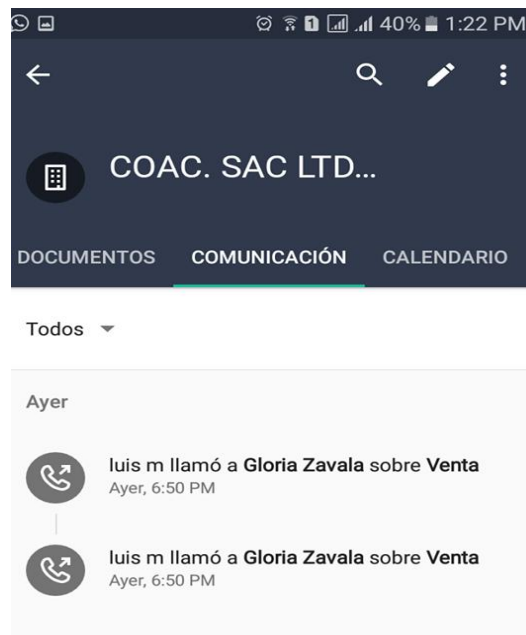 1 40% 1:22 PM
COAC. SAC LTD...
DOCUMENTOS COMUNICACIÓN CALENDARIO
Todos
Ayer
luis m llamó a Gloria Zavala sobre Venta
Ayer, 6:50 PM
luis m llamó a Gloria Zavala sobre Venta
Ayer, 6:50 PM